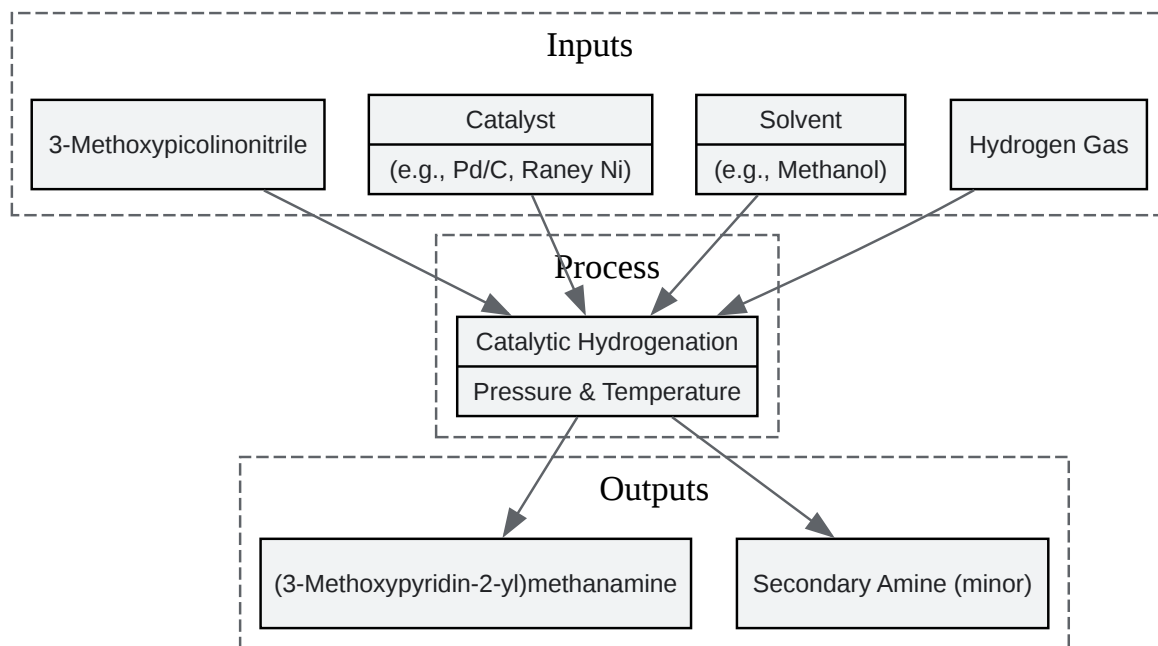 Inputs
3-Methoxypicolinonitrile
Catalyst
(e.g., Pd/C, Raney Ni)
Solvent
(e.g., Methanol)
Hydrogen Gas
Process
Catalytic Hydrogenation
Pressure & Temperature
Outputs
(3-Methoxypyridin-2-yl)methanamine
Secondary Amine (minor)